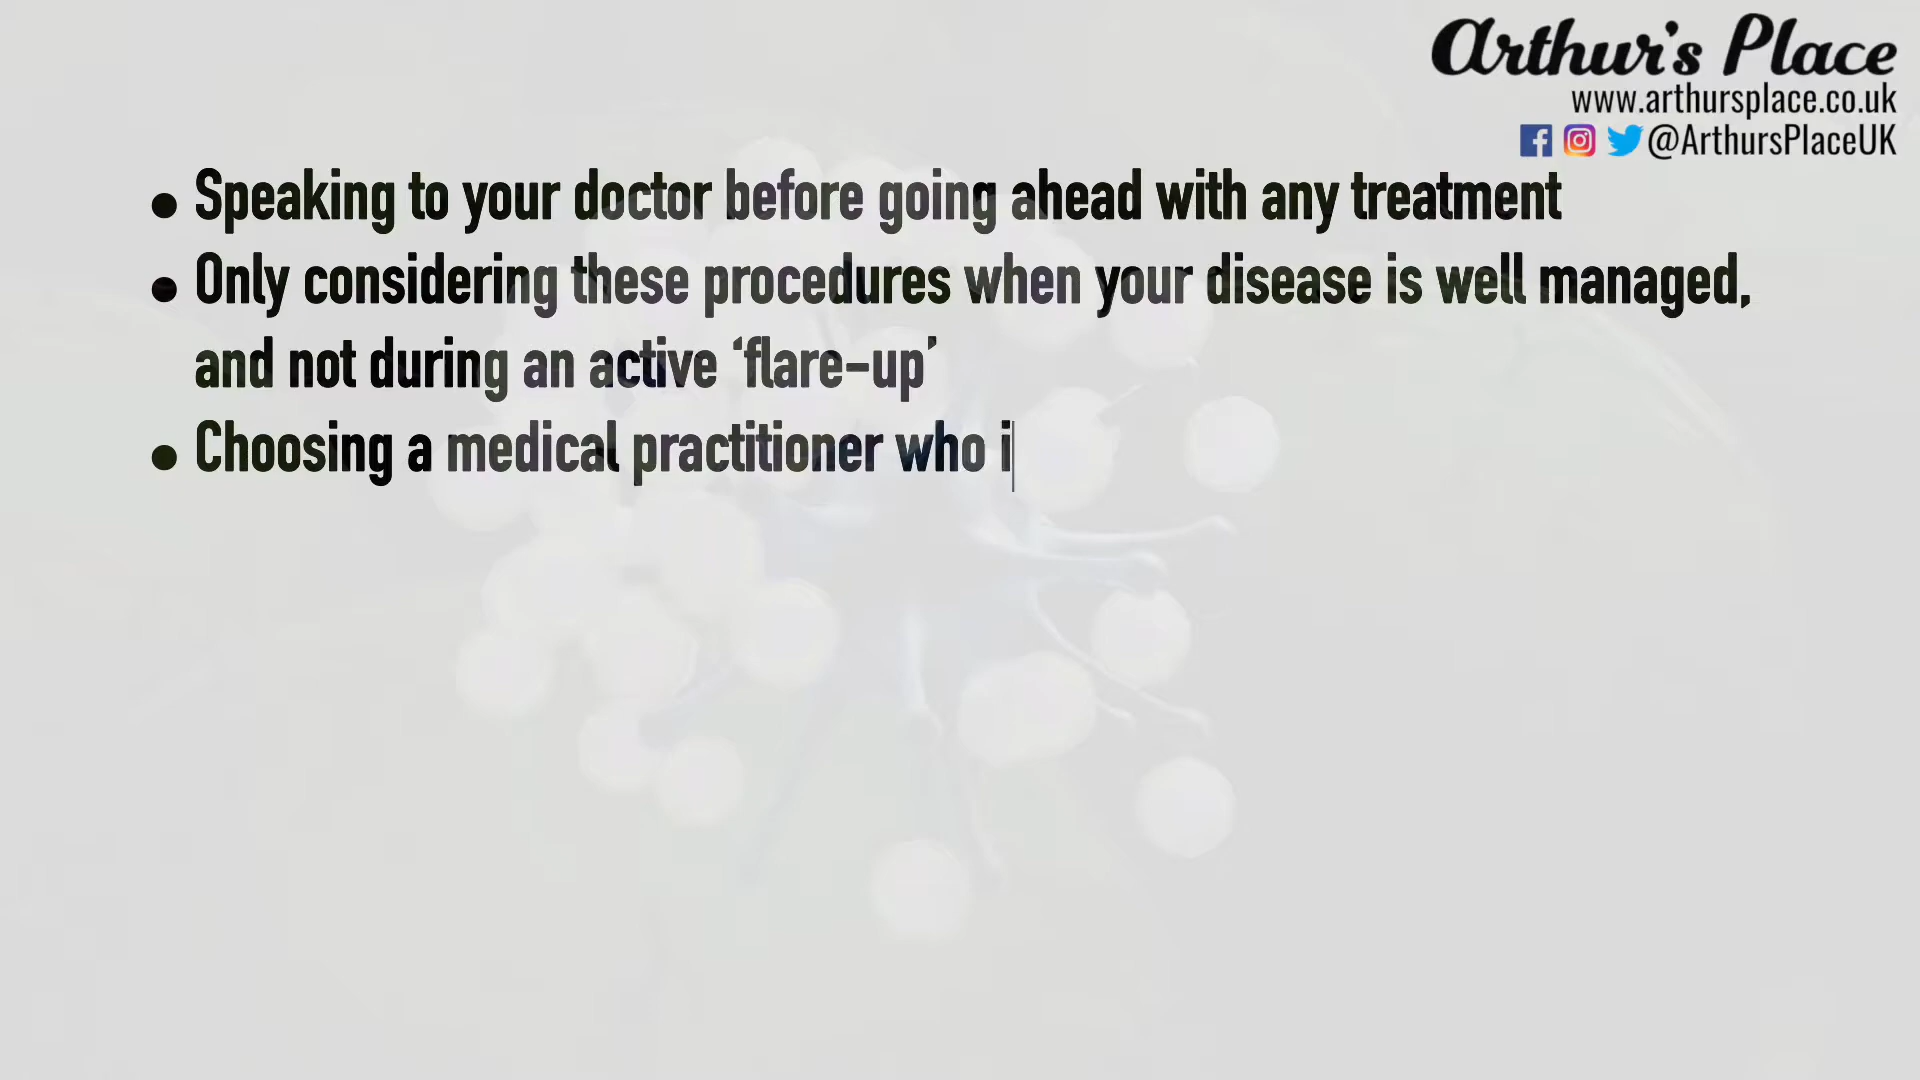 Arthur's Place
www.arthursplace.co.uk
@ArthursPlaceUK
• Speaking to your doctor before going ahead with any treatment
• Only considering these procedures when your disease is well managed,
and not during an active ‘flare-up’
• Choosing a medical practitioner who i